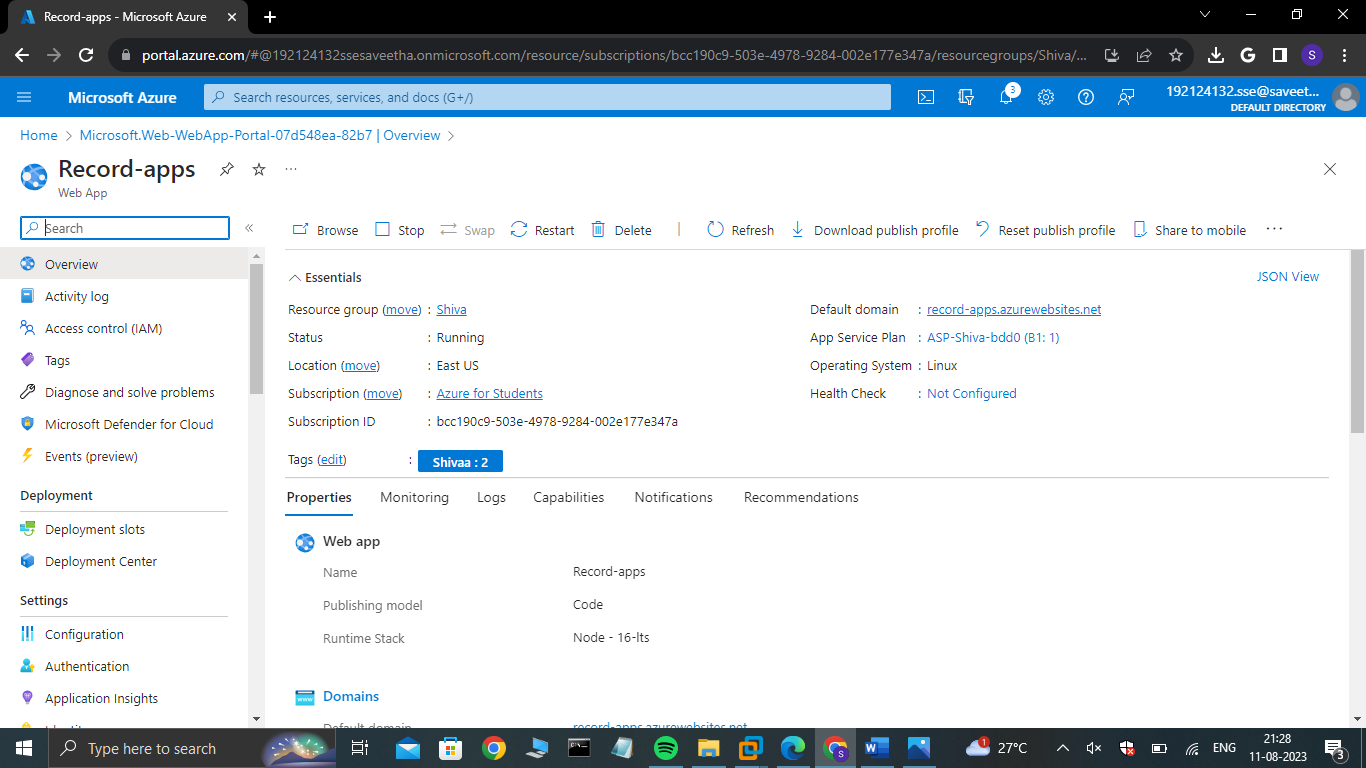 Record-apps - Microsoft Azure
portal.azure.com/#@192124132ssesaveetha.onmicrosoft.com/resource/subscriptions/bcc190c9-503e-4978-9284-002e177e347a/resourcegroups/Shiva/...
S
Microsoft Azure
Search resources, services, and docs (G+/)
3
192124132.sse@saveet...
DEFAULT DIRECTORY
Home > Microsoft.Web-WebApp-Portal-07d548ea-82b7 | Overview >
Record-apps
Web App
Search
«
Browse Stop Swap Restart Delete | Refresh Download publish profile Reset publish profile Share to mobile ...
Overview
Activity log
Access control (IAM)
Tags
Diagnose and solve problems
Microsoft Defender for Cloud
Events (preview)
Deployment
Deployment slots
Deployment Center
Settings
Configuration
Authentication
Application Insights
Essentials
JSON View
Resource group (move) : Shiva
Status : Running
Location (move) : East US
Subscription (move) : Azure for Students
Subscription ID : bcc190c9-503e-4978-9284-002e177e347a
Default domain : record-apps.azurewebsites.net
App Service Plan : ASP-Shiva-bdd0 (B1: 1)
Operating System : Linux
Health Check : Not Configured
Tags (edit) : Shivaa : 2
Properties Monitoring Logs Capabilities Notifications Recommendations
Web app
Name Record-apps
Publishing model Code
Runtime Stack Node - 16-lts
Domains
Default domain record-apps.azurewebsites.net
Type here to search
1
27°C
ENG
21:28
11-08-2023
3